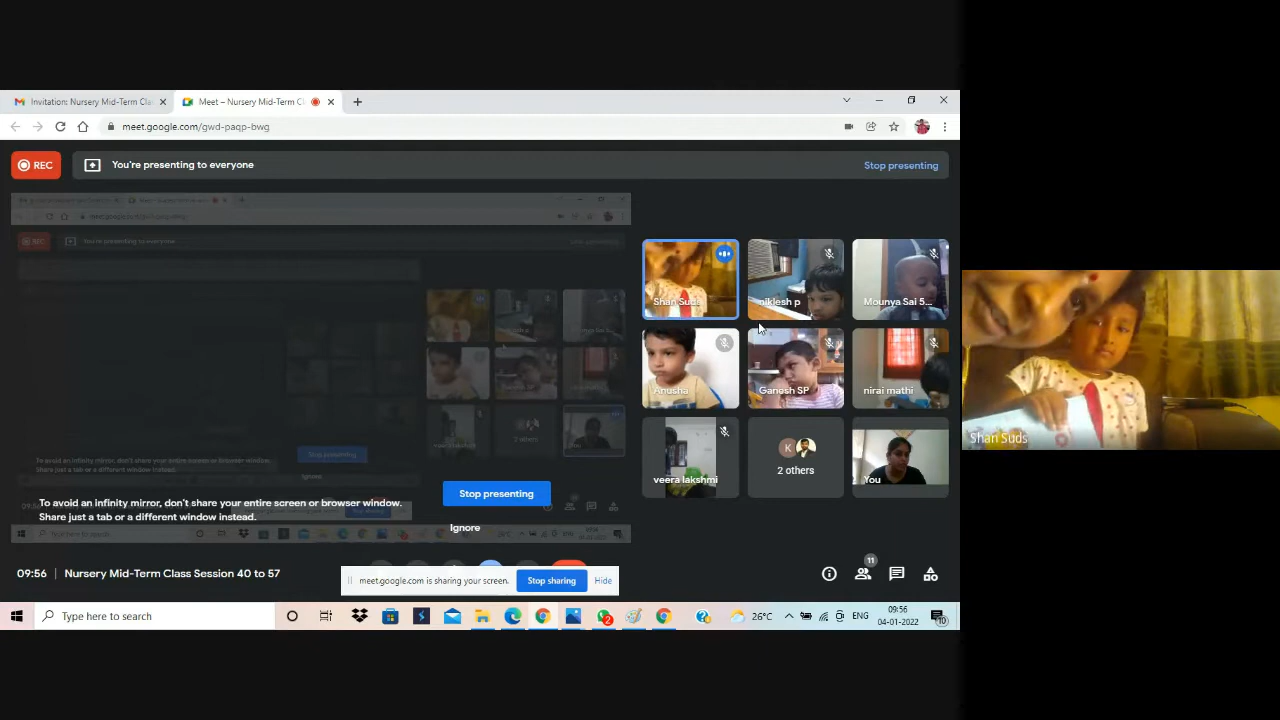 Invitation: Nursery Mid-Term Cla
Meet – Nursery Mid-Term C
meet.google.com/gwd-paqp-bwg
REC
You're presenting to everyone
Stop presenting
Shan Suds
niklesh p
Mounya Sai 5...
Anusha
Ganesh SP
nirai mathi
Shan Suds
veera lakshmi
K
2 others
You
To avoid an infinity mirror, don't share your entire screen or browser window.
Share just a tab or a different window instead.
Stop presenting
Ignore
09:56
Nursery Mid-Term Class Session 40 to 57
meet.google.com is sharing your screen.
Stop sharing
Hide
11
Type here to search
2
26°C
ENG
09:56
04-01-2022
10